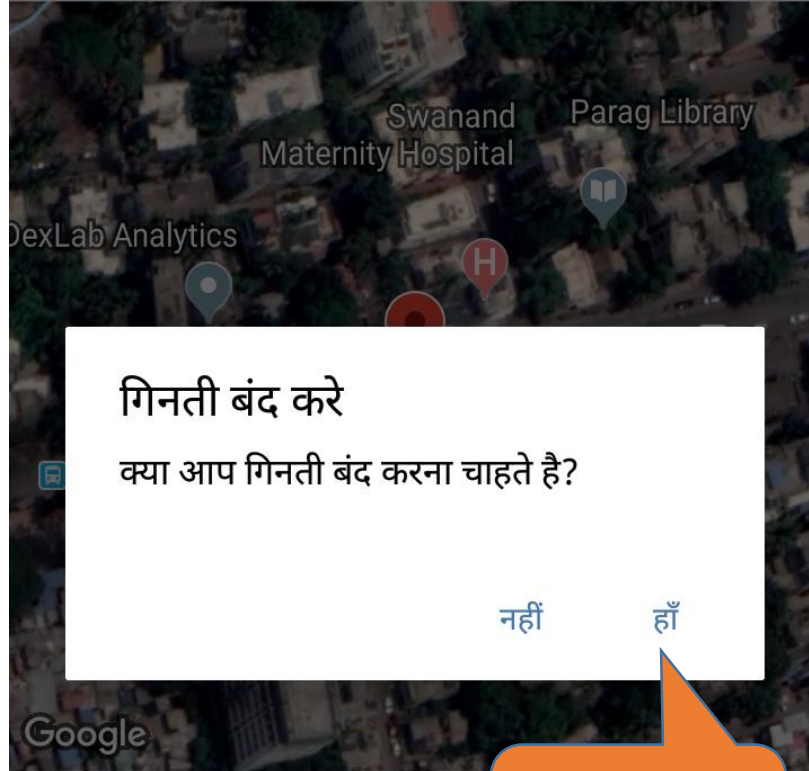 Swanand
Maternity Hospital
Parag Library
DexLab Analytics
H
गिनती बंद करे
क्या आप गिनती बंद करना चाहते है?
नहीं हाँ
Google